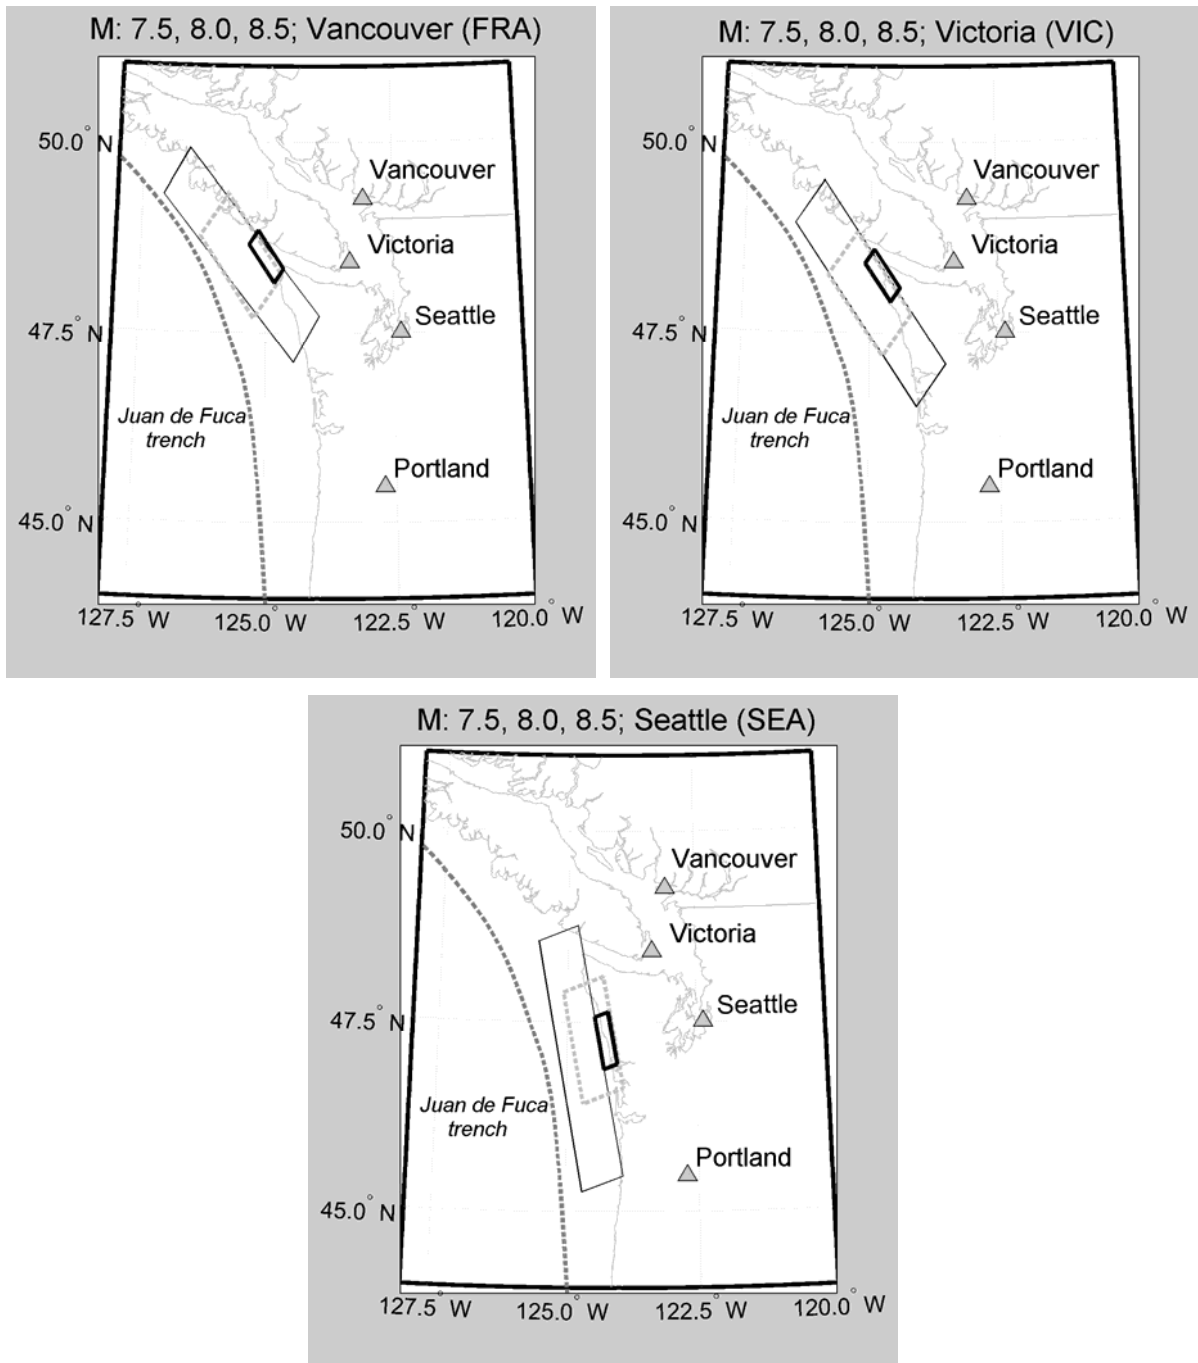 M: 7.5, 8.0, 8.5; Vancouver (FRA)
50.0° N
Vancouver
Victoria
47.5° N
Seattle
Juan de Fuca
trench
Portland
45.0° N
127.5° W
125.0° W
122.5° W
120.0° W
M: 7.5, 8.0, 8.5; Victoria (VIC)
50.0° N
Vancouver
Victoria
47.5° N
Seattle
Juan de Fuca
trench
Portland
45.0° N
127.5° W
125.0° W
122.5° W
120.0° W
M: 7.5, 8.0, 8.5; Seattle (SEA)
50.0° N
Vancouver
Victoria
47.5° N
Seattle
Juan de Fuca
trench
Portland
45.0° N
127.5° W
125.0° W
122.5° W
120.0° W